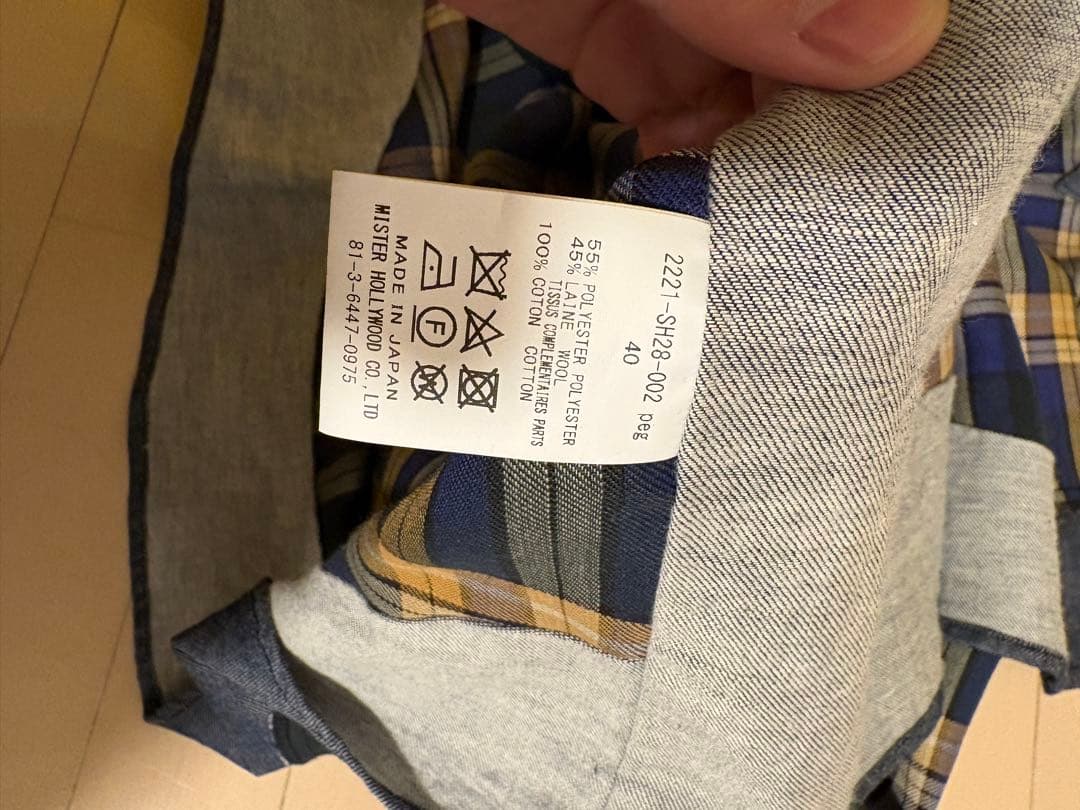 2221-SH28-002 peg
40
55% POLYESTER POLYESTER
45% LAINE WOOL
TISSUS COMPLEMENTAIRES PARTS
100% COTON COTTON
F
W
MADE IN JAPAN
MISTER HOLLYWOOD CO.,LTD
81-3-6447-0975